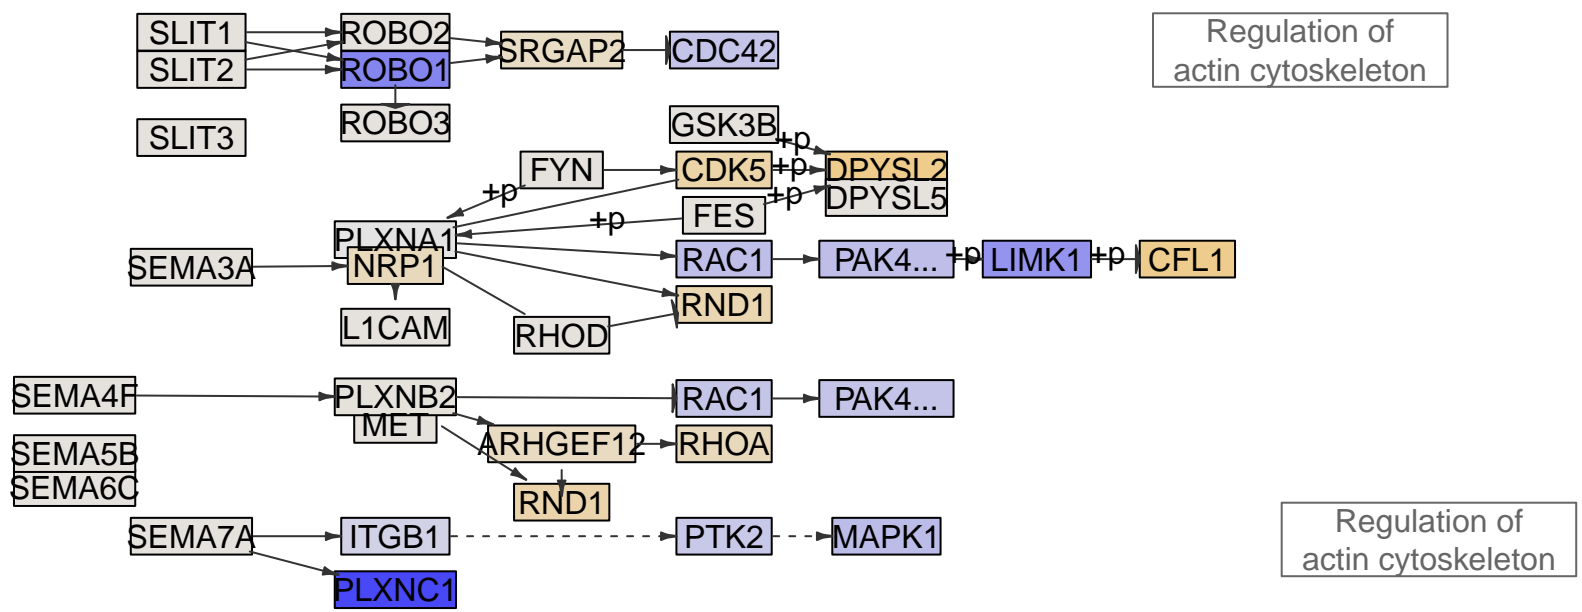 SLIT1
ROBO2
SRGAP2
CDC42
Regulation of
actin cytoskeleton
SLIT2
ROBO1
SLIT3
ROBO3
GSK3B
+p
FYN
CDK5
+p
DPYSL2
+p
FES
+p
DPYSL5
PLXNA1
+p
SEMA3A
NRP1
RAC1
PAK4...
+p
LIMK1
+p
CFL1
RND1
L1CAM
RHOD
SEMA4F
PLXNB2
RAC1
PAK4...
MET
ARHGEF12
RHOA
SEMA5B
SEMA6C
RND1
SEMA7A
ITGB1
PTK2
MAPK1
Regulation of
actin cytoskeleton
PLXNC1